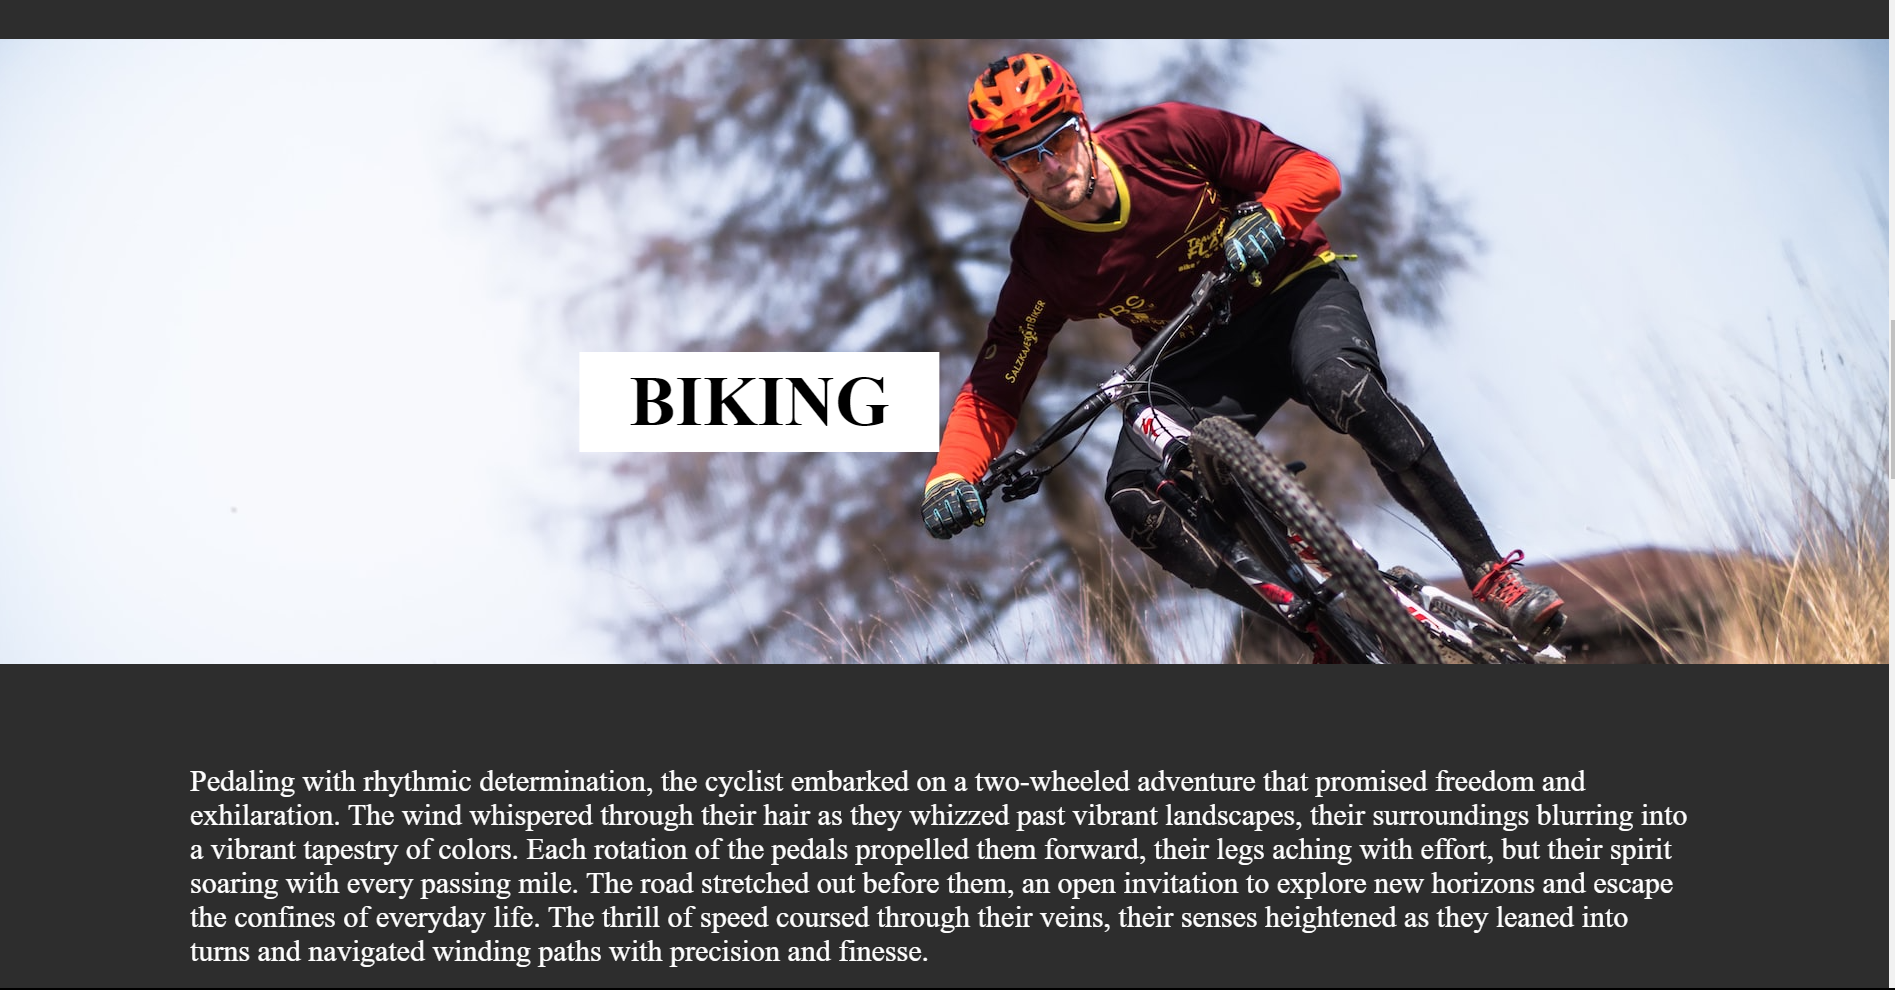 BIKING
SALZKAMMERGUTBIKER
Pedaling with rhythmic determination, the cyclist embarked on a two-wheeled adventure that promised freedom and
exhilaration. The wind whispered through their hair as they whizzed past vibrant landscapes, their surroundings blurring into
a vibrant tapestry of colors. Each rotation of the pedals propelled them forward, their legs aching with effort, but their spirit
soaring with every passing mile. The road stretched out before them, an open invitation to explore new horizons and escape
the confines of everyday life. The thrill of speed coursed through their veins, their senses heightened as they leaned into
turns and navigated winding paths with precision and finesse.